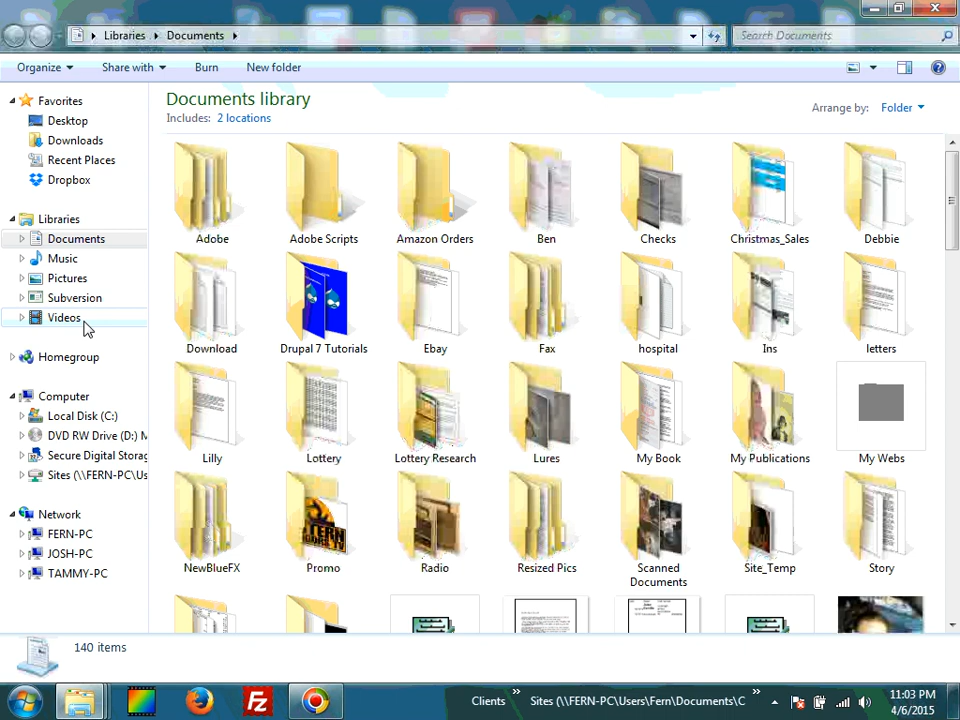 Libraries Documents
Search Documents
Organize Share with Burn New folder
Favorites
Desktop
Downloads
Recent Places
Dropbox
Libraries
Documents
Music
Pictures
Subversion
Videos
Homegroup
Computer
Local Disk (C:)
DVD RW Drive (D:) M
Secure Digital Storag
Sites (\\FERN-PC\Us
Network
FERN-PC
JOSH-PC
TAMMY-PC
Documents library
Includes: 2 locations
Arrange by: Folder
Adobe Adobe Scripts Amazon Orders Ben Checks Christmas_Sales Debbie
Download Drupal 7 Tutorials Ebay Fax hospital Ins letters
Lilly Lottery Lottery Research Lures My Book My Publications My Webs
NewBlueFX Promo Radio Resized Pics Scanned Documents Site_Temp Story
140 items
Clients » Sites (\\FERN-PC\Users\Fern\Documents\C »
11:03 PM
4/6/2015